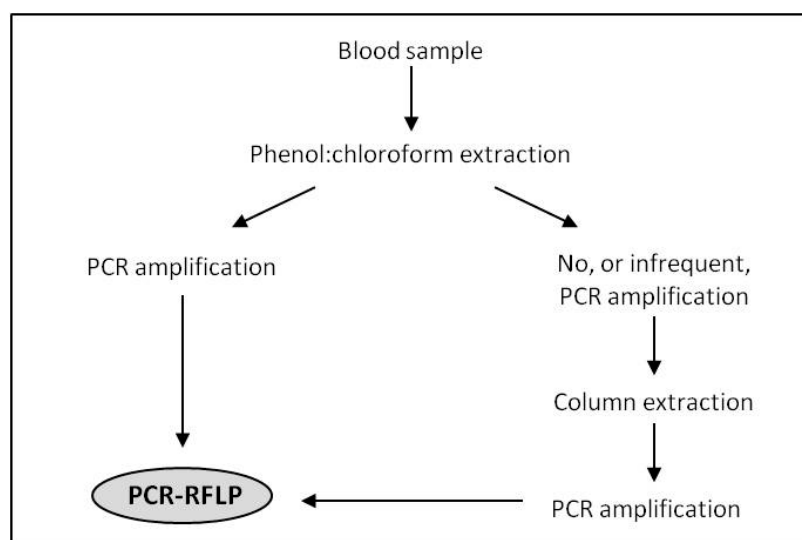 Blood sample
Phenol:chloroform extraction
PCR amplification
No, or infrequent,
PCR amplification
Column extraction
PCR-RFLP
PCR amplification